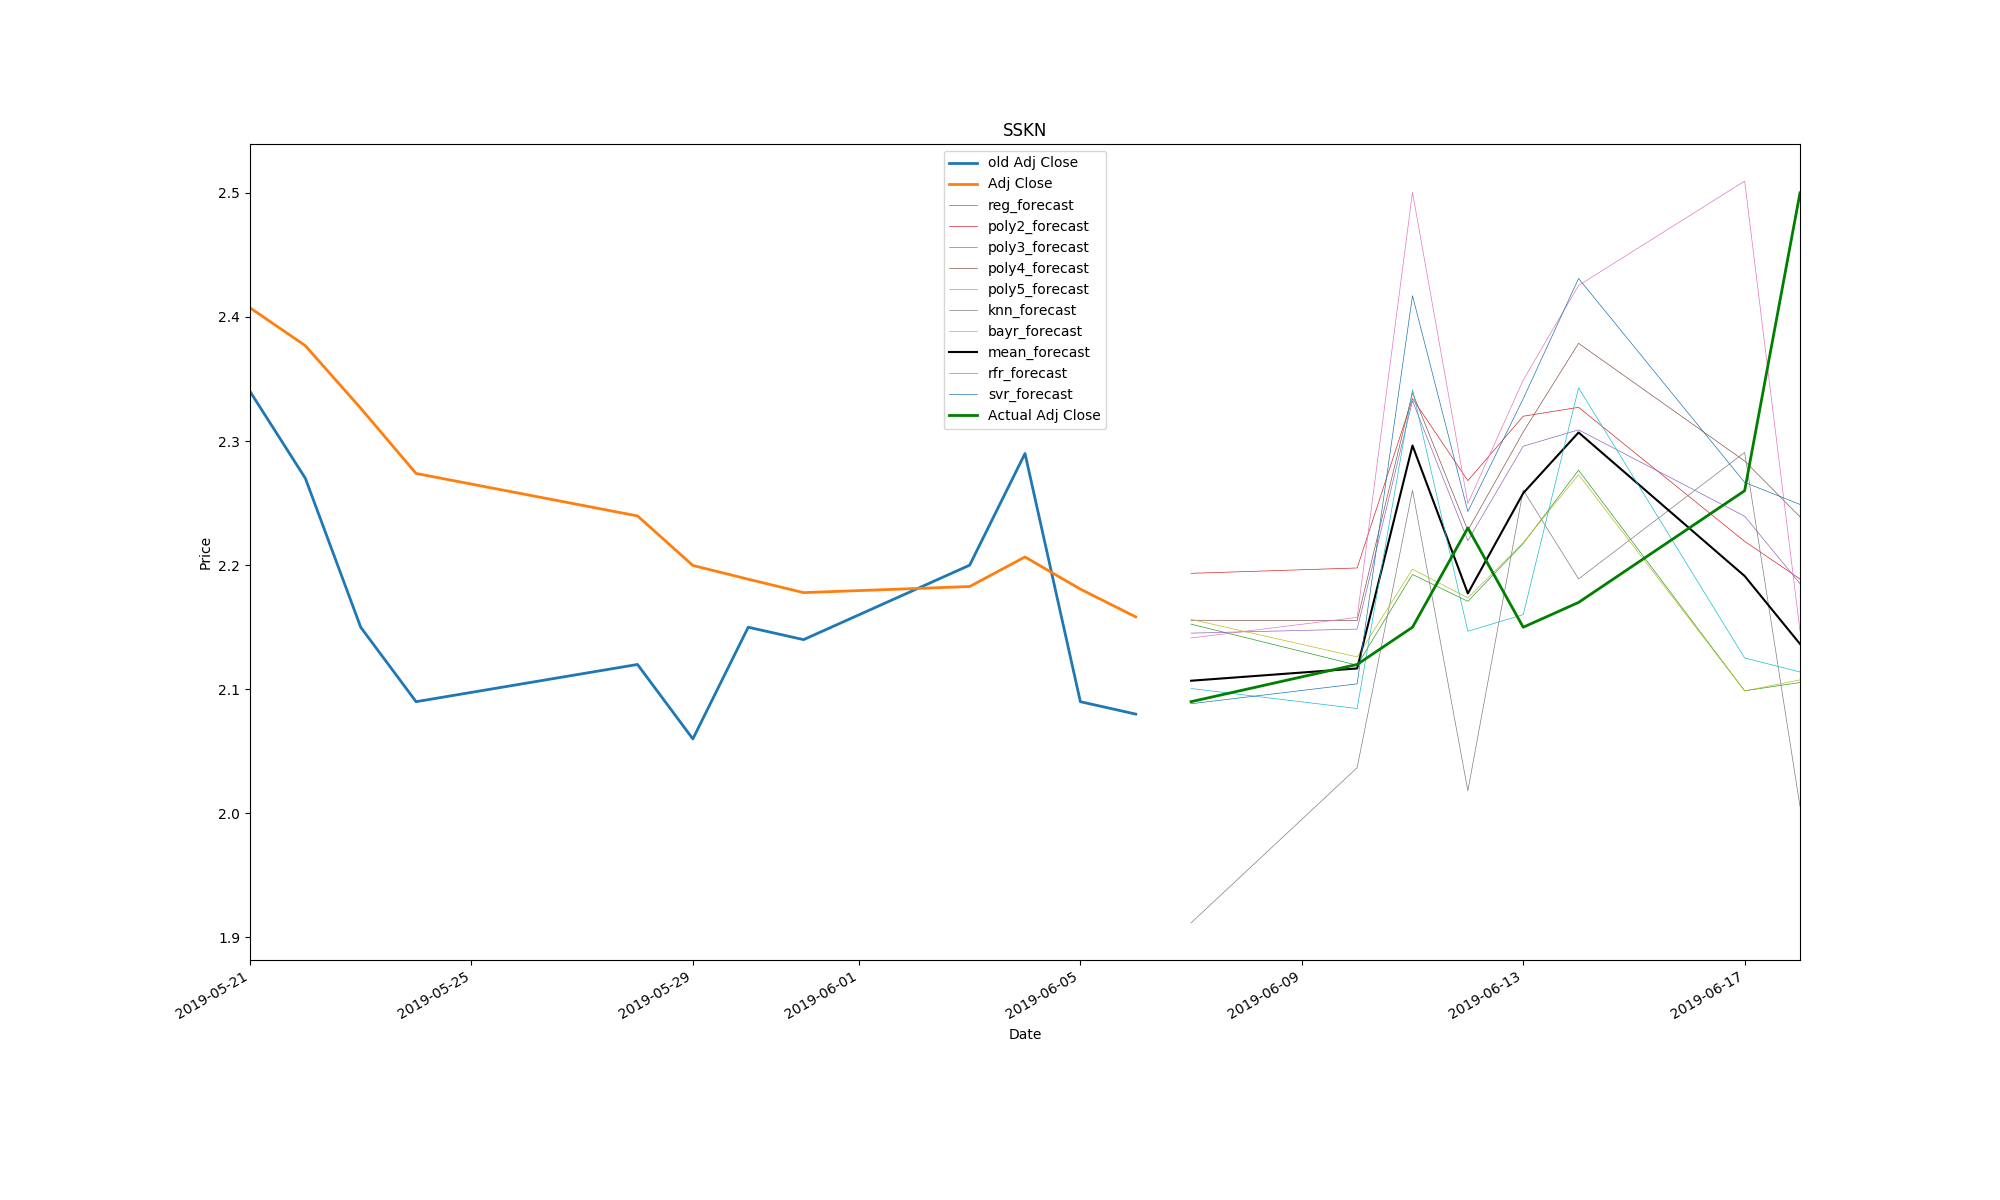 SSKN
old Adj Close
Adj Close
reg_forecast
poly2_forecast
poly3_forecast
poly4_forecast
poly5_forecast
knn_forecast
bayr_forecast
mean_forecast
rfr_forecast
svr_forecast
Actual Adj Close
2.5
2.4
2.3
2.2
2.1
2.0
1.9
Price
2019-05-21
2019-05-25
2019-05-29
2019-06-01
2019-06-05
2019-06-09
2019-06-13
2019-06-17
Date